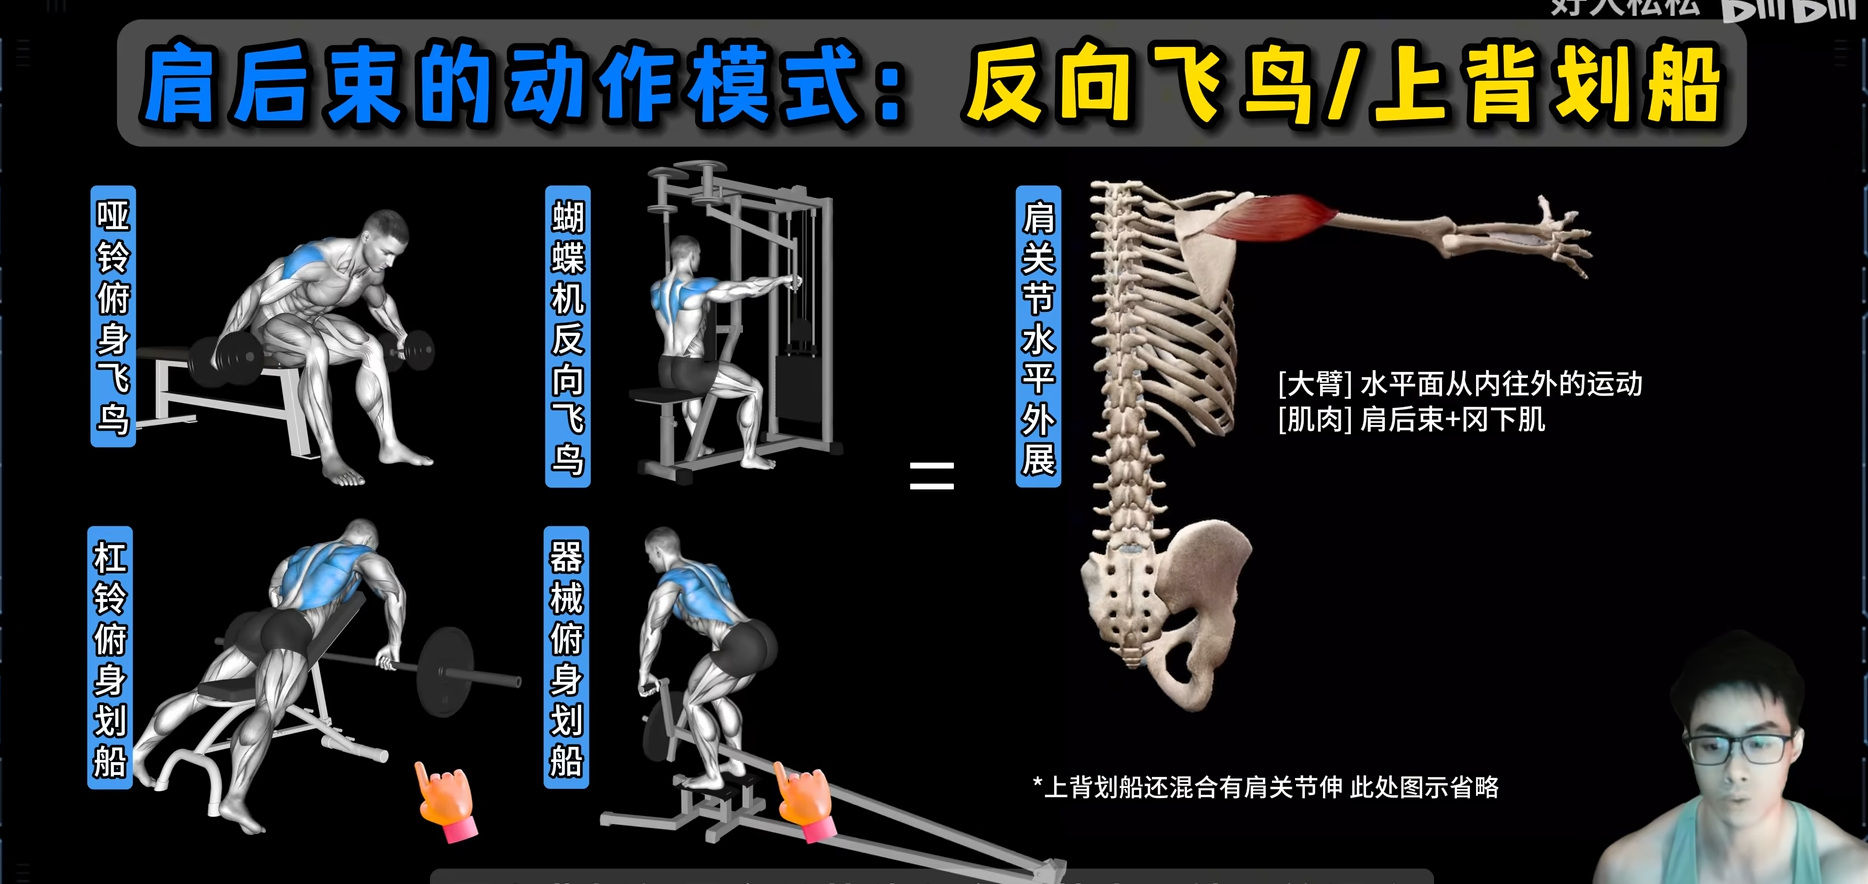 好人松松 bilibili
肩后束的动作模式：反向飞鸟/上背划船
哑铃俯身飞鸟
蝴蝶机反向飞鸟
肩关节水平外展
[大臂] 水平面从内往外的运动
[肌肉] 肩后束+冈下肌
=
杠铃俯身划船
器械俯身划船
*上背划船还混合有肩关节伸 此处图示省略